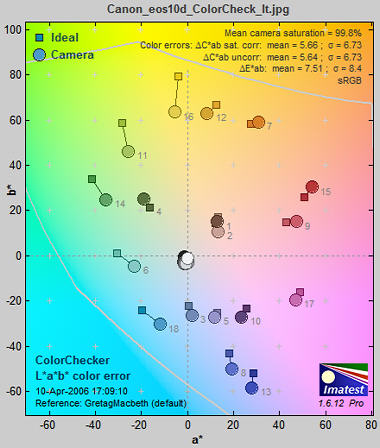 Canon_eos10d_ColorCheck_lt.jpg
Ideal
Camera
Mean camera saturation = 99.8%
Color errors: ΔC*ab sat. corr: mean = 5.66 ; σ = 6.73
ΔC*ab uncorr: mean = 5.64 ; σ = 6.73
ΔE*ab: mean = 7.51 ; σ = 8.4
sRGB
100
80
60
40
20
0
-20
-40
-60
b*
16
12
7
11
15
14
4
1
2
9
6
17
18
3
5
10
8
13
ColorChecker
L*a*b* color error
10-Apr-2006 17:09:10
Reference: GretagMacbeth (default)
Imatest
1.6.12 Pro
-60
-40
-20
0
20
40
60
80
a*